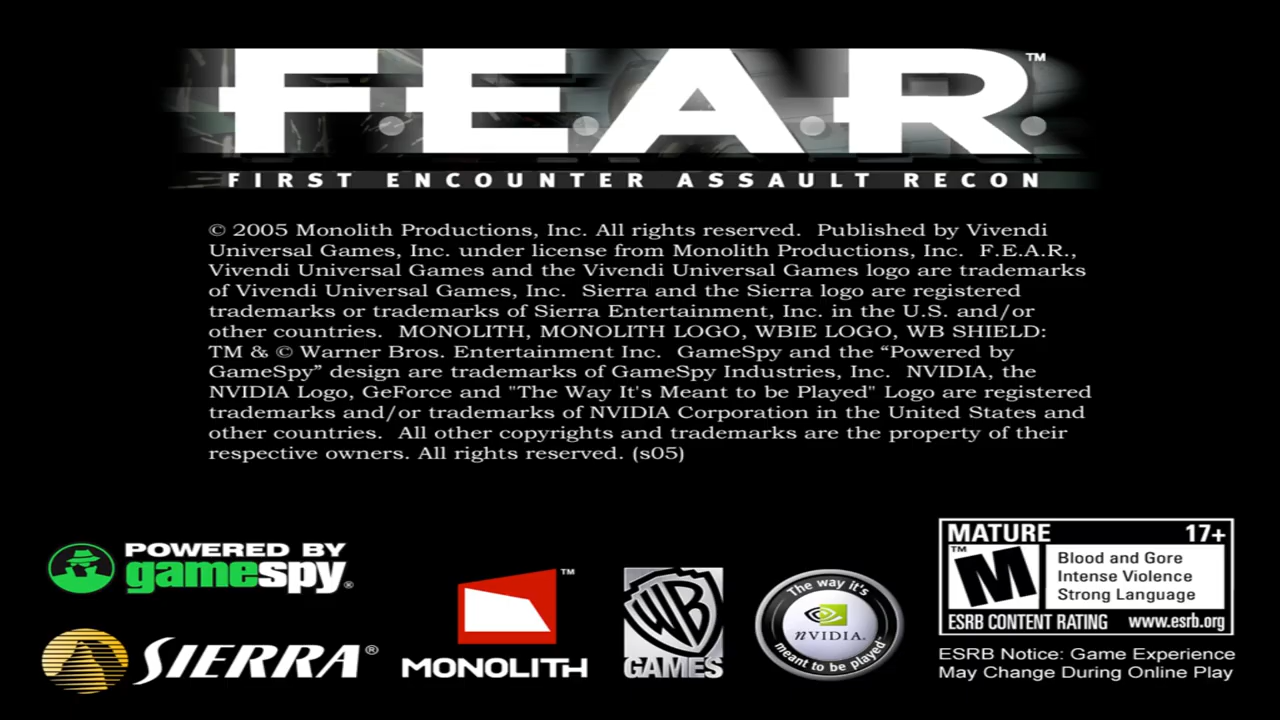 F.E.A.R.™
FIRST ENCOUNTER ASSAULT RECON
© 2005 Monolith Productions, Inc. All rights reserved.  Published by Vivendi
Universal Games, Inc. under license from Monolith Productions, Inc.  F.E.A.R.,
Vivendi Universal Games and the Vivendi Universal Games logo are trademarks
of Vivendi Universal Games, Inc.  Sierra and the Sierra logo are registered
trademarks or trademarks of Sierra Entertainment, Inc. in the U.S. and/or
other countries.  MONOLITH, MONOLITH LOGO, WBIE LOGO, WB SHIELD:
TM & © Warner Bros. Entertainment Inc.  GameSpy and the “Powered by
GameSpy” design are trademarks of GameSpy Industries, Inc.  NVIDIA, the
NVIDIA Logo, GeForce and "The Way It's Meant to be Played" Logo are registered
trademarks and/or trademarks of NVIDIA Corporation in the United States and
other countries.  All other copyrights and trademarks are the property of their
respective owners. All rights reserved. (s05)
POWERED BY
gamespy®
SIERRA®
™
MONOLITH
WB
GAMES
The way it's
nVIDIA.
meant to be played™
MATURE 17+
™
M
Blood and Gore
Intense Violence
Strong Language
ESRB CONTENT RATING www.esrb.org
ESRB Notice: Game Experience
May Change During Online Play